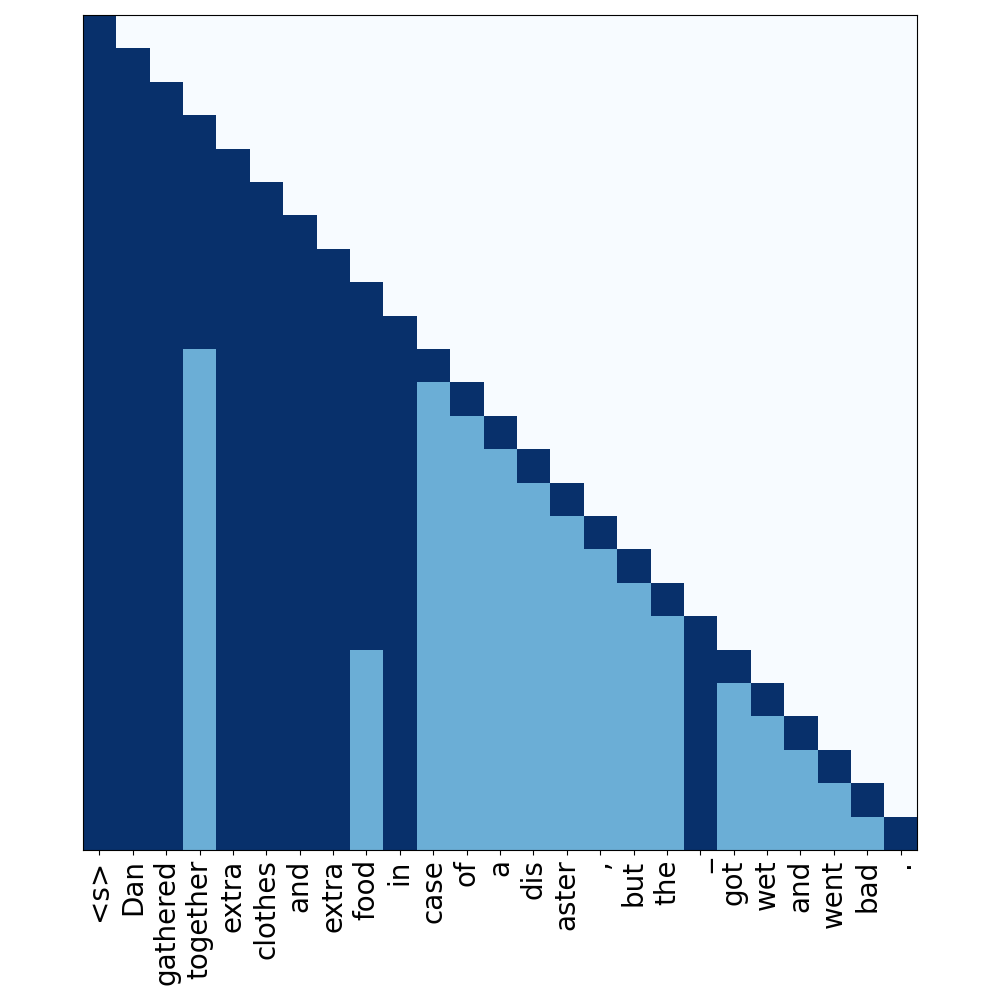 <s>
Dan
gathered
together
extra
clothes
and
extra
food
in
case
of
a
dis
aster
,
but
the
_
got
wet
and
went
bad
.